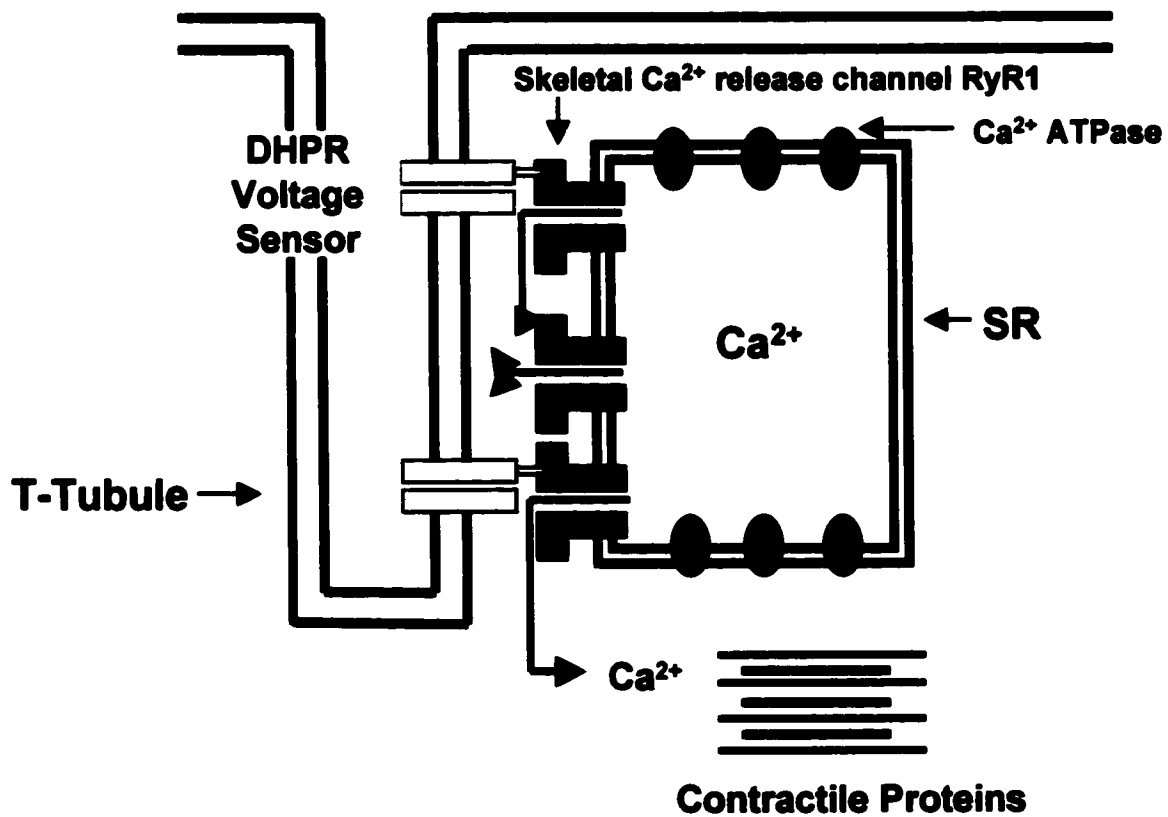 Skeletal Ca²⁺ release channel RyR1
Ca²⁺ ATPase
DHPR
Voltage
Sensor
Ca²⁺
SR
T-Tubule
Ca²⁺
Contractile Proteins